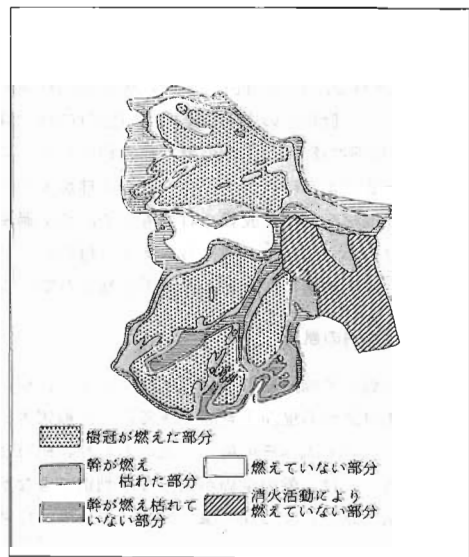 樹冠が燃えた部分
幹が燃え
枯れた部分
幹が燃え枯れて
いない部分
燃えていない部分
消火活動により
燃えていない部分